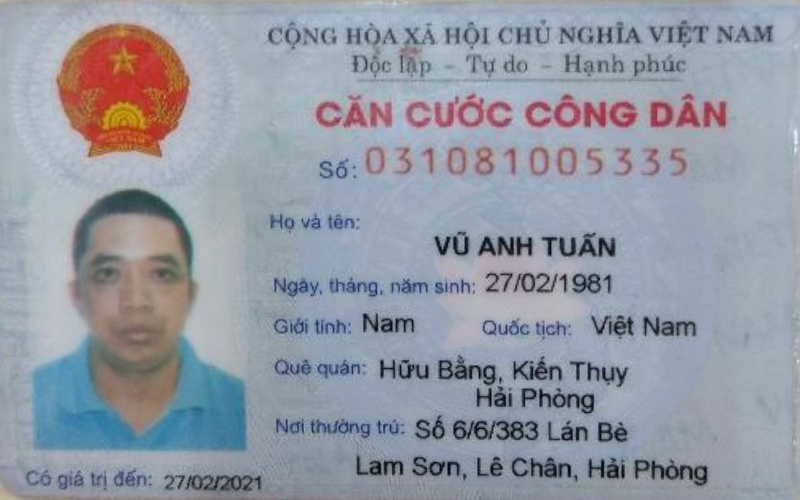 CỘNG HÒA XÃ HỘI CHỦ NGHĨA VIỆT NAM
Độc lập - Tự do - Hạnh phúc
CĂN CƯỚC CÔNG DÂN
Số: 031081005335
Họ và tên:
VŨ ANH TUẤN
Ngày, tháng, năm sinh: 27/02/1981
Giới tính: Nam Quốc tịch: Việt Nam
Quê quán: Hữu Bằng, Kiến Thụy
Hải Phòng
Nơi thường trú: Số 6/6/383 Lán Bè
Lam Sơn, Lê Chân, Hải Phòng
Có giá trị đến: 27/02/2021